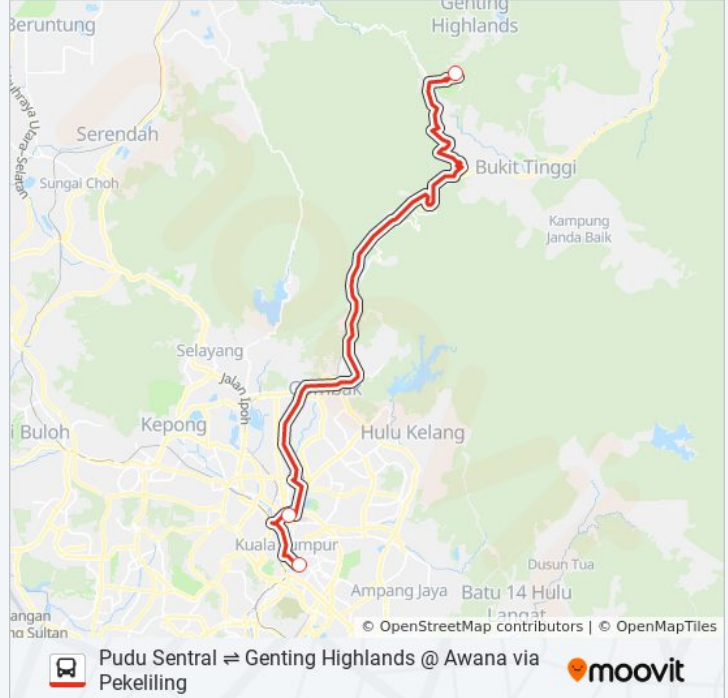 Beruntung
Genting
Highlands
Serendah
Sungai Choh
Bukit Tinggi
Kampung
Janda Baik
Selayang
Jalan Ipoh
Kepong
Hulu Kelang
Kuala Lumpur
Ampang Jaya
Dusun Tua
Batu 14 Hulu
Langat
© OpenStreetMap contributors | © OpenMapTiles
Pudu Sentral ⇌ Genting Highlands @ Awana via
Pekeliling
moovit